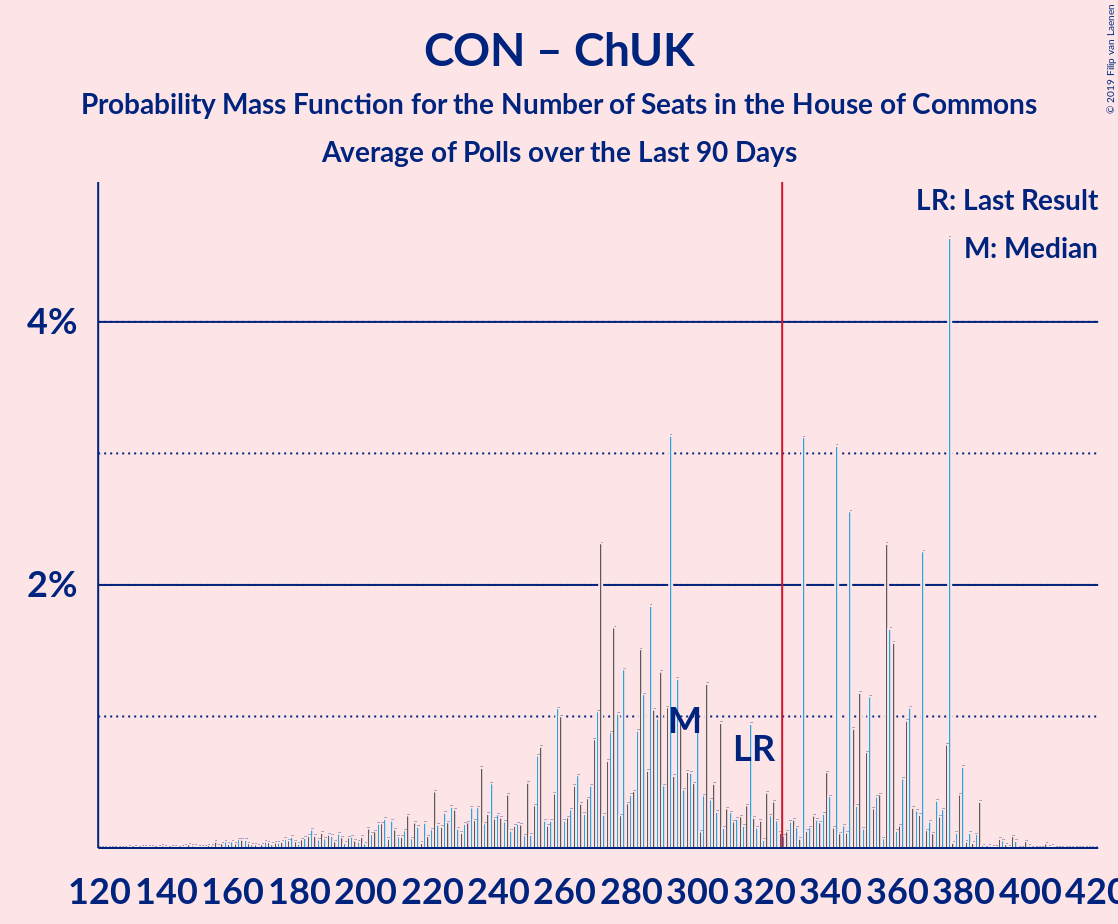 CON – ChUK
Probability Mass Function for the Number of Seats in the House of Commons
Average of Polls over the Last 90 Days
© 2019 Filip van Laenen
LR: Last Result
M: Median
4%
2%
M
LR
120 140 160 180 200 220 240 260 280 300 320 340 360 380 400 420